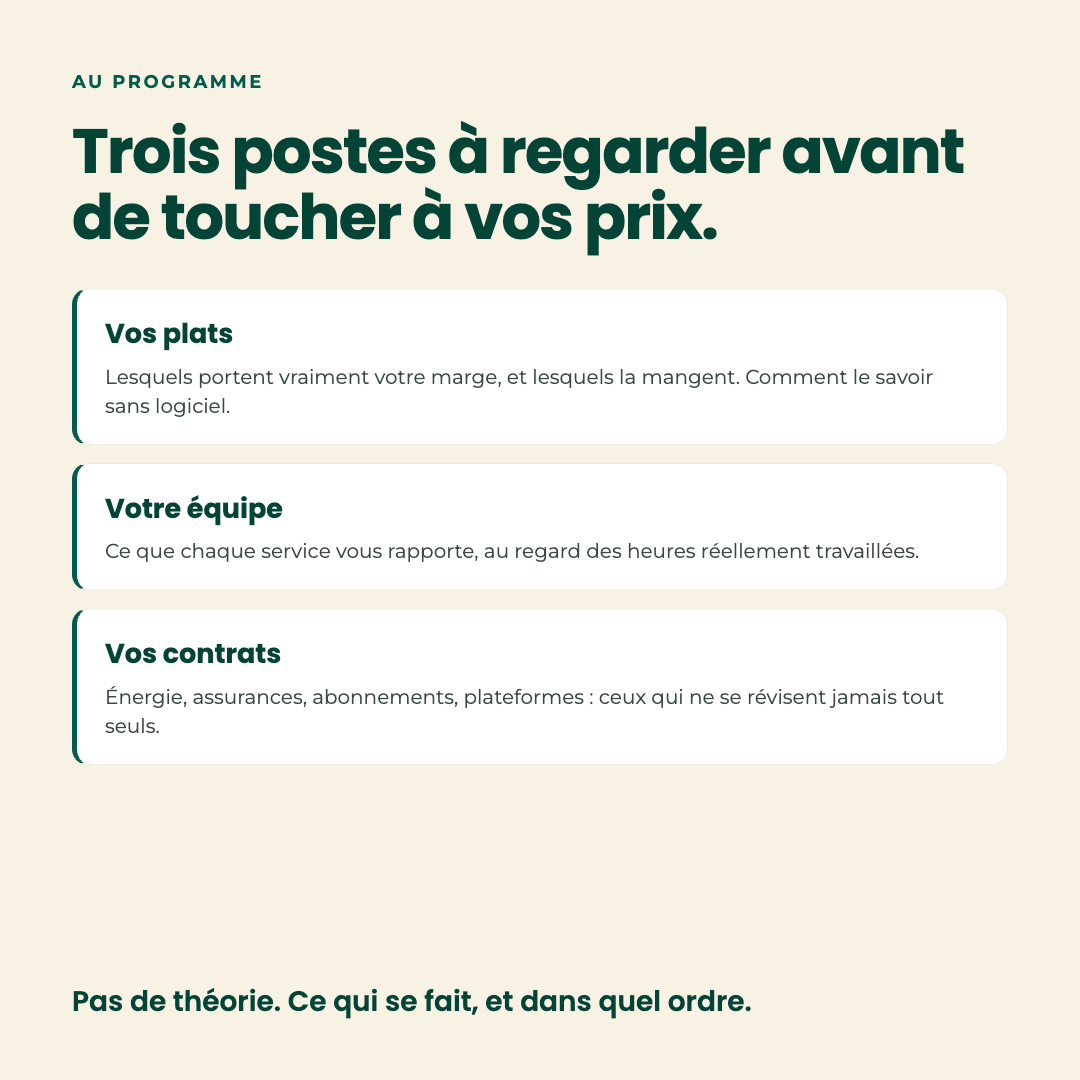 AU PROGRAMME
Trois postes à regarder avant
de toucher à vos prix.
Vos plats
Lesquels portent vraiment votre marge, et lesquels la mangent. Comment le savoir
sans logiciel.
Votre équipe
Ce que chaque service vous rapporte, au regard des heures réellement travaillées.
Vos contrats
Énergie, assurances, abonnements, plateformes : ceux qui ne se révisent jamais tout
seuls.
Pas de théorie. Ce qui se fait, et dans quel ordre.